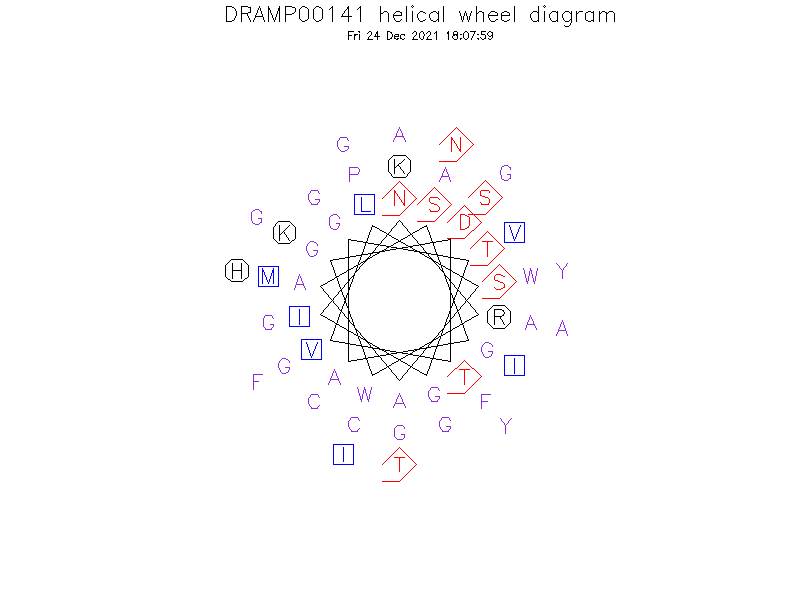 DRAMP00141 helical wheel diagram
Fri 24 Dec 2021 18:07:59
A N
G
K
P A G
G L N S S
G G D V
K G T
H M A S W Y
G I R A A
V G
G A T I
F C W A G F
C G G Y
I T